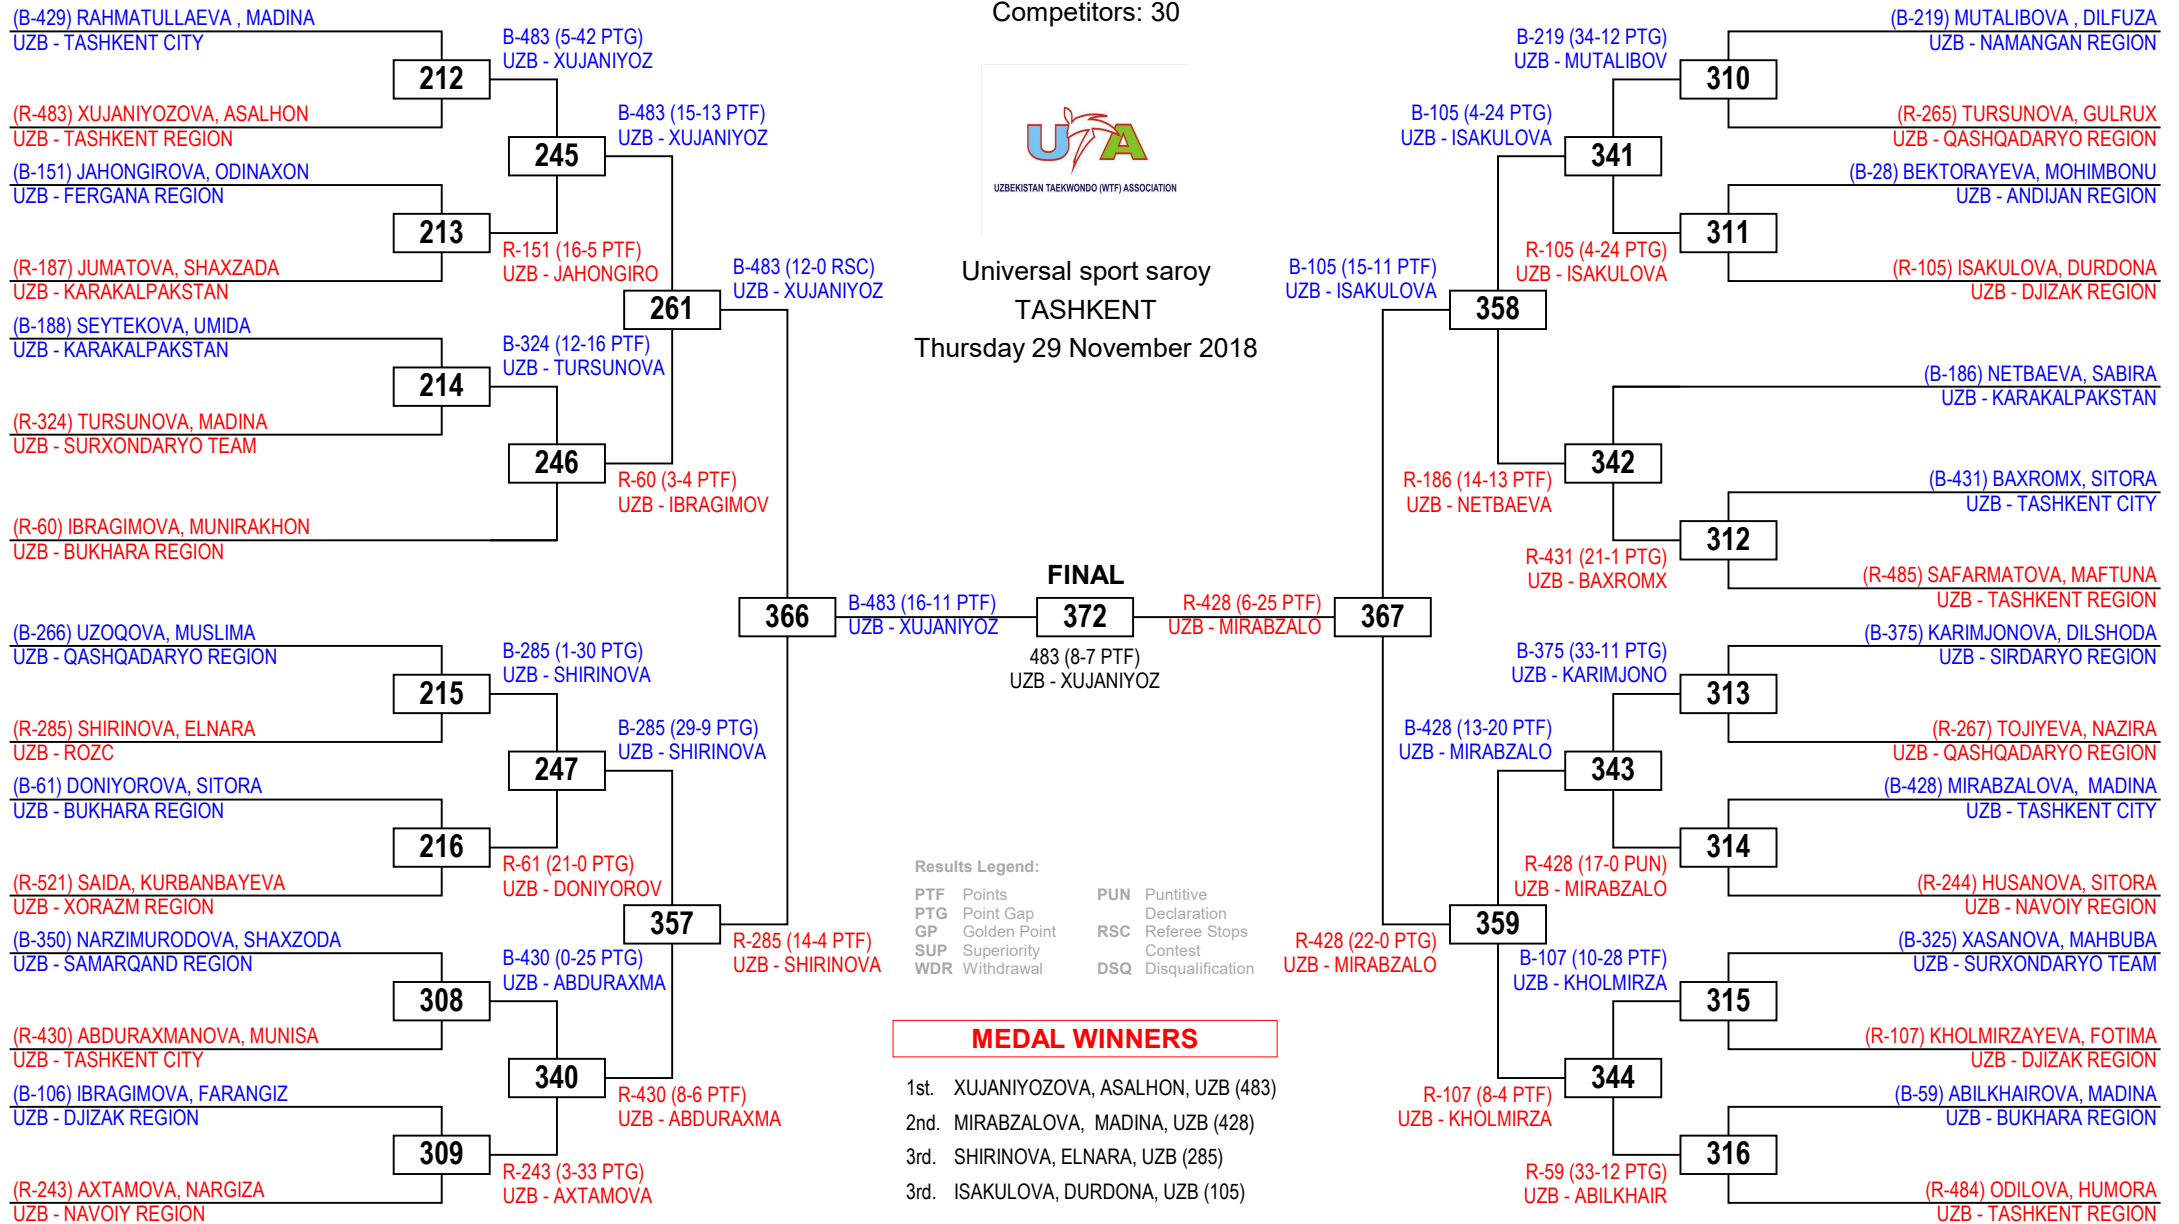 (B-429) RAHMATULLAEVA , MADINA
UZB - TASHKENT CITY
(R-483) XUJANIYOZOVA, ASALHON
UZB - TASHKENT REGION
(B-151) JAHONGIROVA, ODINAXON
UZB - FERGANA REGION
(R-187) JUMATOVA, SHAXZADA
UZB - KARAKALPAKSTAN
(B-188) SEYTEKOVA, UMIDA
UZB - KARAKALPAKSTAN
(R-324) TURSUNOVA, MADINA
UZB - SURXONDARYO TEAM
(R-60) IBRAGIMOVA, MUNIRAKHON
UZB - BUKHARA REGION
(B-266) UZOQOVA, MUSLIMA
UZB - QASHQADARYO REGION
(R-285) SHIRINOVA, ELNARA
UZB - ROZC
(B-61) DONIYOROVA, SITORA
UZB - BUKHARA REGION
(R-521) SAIDA, KURBANBAYEVA
UZB - XORAZM REGION
(B-350) NARZIMURODOVA, SHAXZODA
UZB - SAMARQAND REGION
(R-430) ABDURAXMANOVA, MUNISA
UZB - TASHKENT CITY
(B-106) IBRAGIMOVA, FARANGIZ
UZB - DJIZAK REGION
(R-243) AXTAMOVA, NARGIZA
UZB - NAVOIY REGION
212
213
214
215
216
308
309
B-483 (5-42 PTG)
UZB - XUJANIYOZ
R-151 (16-5 PTF)
UZB - JAHONGIRO
B-324 (12-16 PTF)
UZB - TURSUNOVA
B-285 (1-30 PTG)
UZB - SHIRINOVA
R-61 (21-0 PTG)
UZB - DONIYOROV
B-430 (0-25 PTG)
UZB - ABDURAXMA
R-243 (3-33 PTG)
UZB - AXTAMOVA
245
246
247
340
B-483 (15-13 PTF)
UZB - XUJANIYOZ
R-60 (3-4 PTF)
UZB - IBRAGIMOV
B-285 (29-9 PTG)
UZB - SHIRINOVA
R-430 (8-6 PTF)
UZB - ABDURAXMA
261
357
B-483 (12-0 RSC)
UZB - XUJANIYOZ
R-285 (14-4 PTF)
UZB - SHIRINOVA
366
B-483 (16-11 PTF)
UZB - XUJANIYOZ
Competitors: 30
UTA
UZBEKISTAN TAEKWONDO (WTF) ASSOCIATION
Universal sport saroy
TASHKENT
Thursday 29 November 2018
FINAL
372
483 (8-7 PTF)
UZB - XUJANIYOZ
Results Legend:
PTF Points
PTG Point Gap
GP Golden Point
SUP Superiority
WDR Withdrawal
PUN Puntitive
Declaration
RSC Referee Stops
Contest
DSQ Disqualification
MEDAL WINNERS
1st. XUJANIYOZOVA, ASALHON, UZB (483)
2nd. MIRABZALOVA, MADINA, UZB (428)
3rd. SHIRINOVA, ELNARA, UZB (285)
3rd. ISAKULOVA, DURDONA, UZB (105)
R-428 (6-25 PTF)
UZB - MIRABZALO
367
B-105 (15-11 PTF)
UZB - ISAKULOVA
R-428 (22-0 PTG)
UZB - MIRABZALO
358
359
B-105 (4-24 PTG)
UZB - ISAKULOVA
R-186 (14-13 PTF)
UZB - NETBAEVA
B-428 (13-20 PTF)
UZB - MIRABZALO
R-107 (8-4 PTF)
UZB - KHOLMIRZA
341
342
343
344
B-219 (34-12 PTG)
UZB - MUTALIBOV
R-105 (4-24 PTG)
UZB - ISAKULOVA
R-431 (21-1 PTG)
UZB - BAXROMX
B-375 (33-11 PTG)
UZB - KARIMJONO
R-428 (17-0 PUN)
UZB - MIRABZALO
B-107 (10-28 PTF)
UZB - KHOLMIRZA
R-59 (33-12 PTG)
UZB - ABILKHAIR
310
311
312
313
314
315
316
(B-219) MUTALIBOVA , DILFUZA
UZB - NAMANGAN REGION
(R-265) TURSUNOVA, GULRUX
UZB - QASHQADARYO REGION
(B-28) BEKTORAYEVA, MOHIMBONU
UZB - ANDIJAN REGION
(R-105) ISAKULOVA, DURDONA
UZB - DJIZAK REGION
(B-186) NETBAEVA, SABIRA
UZB - KARAKALPAKSTAN
(B-431) BAXROMX, SITORA
UZB - TASHKENT CITY
(R-485) SAFARMATOVA, MAFTUNA
UZB - TASHKENT REGION
(B-375) KARIMJONOVA, DILSHODA
UZB - SIRDARYO REGION
(R-267) TOJIYEVA, NAZIRA
UZB - QASHQADARYO REGION
(B-428) MIRABZALOVA, MADINA
UZB - TASHKENT CITY
(R-244) HUSANOVA, SITORA
UZB - NAVOIY REGION
(B-325) XASANOVA, MAHBUBA
UZB - SURXONDARYO TEAM
(R-107) KHOLMIRZAYEVA, FOTIMA
UZB - DJIZAK REGION
(B-59) ABILKHAIROVA, MADINA
UZB - BUKHARA REGION
(R-484) ODILOVA, HUMORA
UZB - TASHKENT REGION